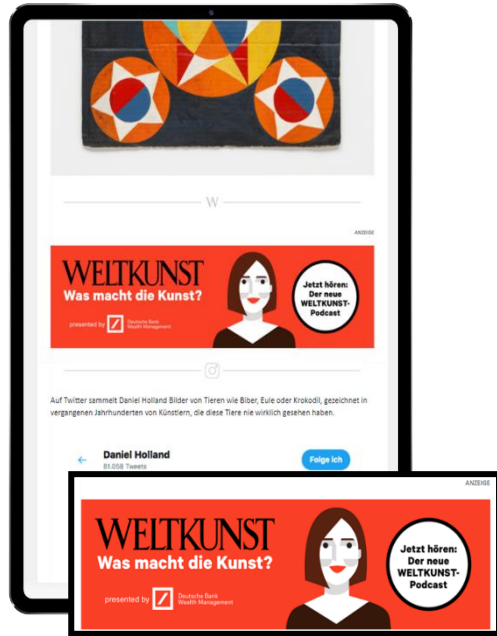 W
ANZEIGE
WELTKUNST
Was macht die Kunst?
presented by Deutsche Bank
Wealth Management
Jetzt hören:
Der neue
WELTKUNST-
Podcast
Auf Twitter sammelt Daniel Holland Bilder von Tieren wie Biber, Eule oder Krokodil, gezeichnet in
vergangenen Jahrhunderten von Künstlern, die diese Tiere nie wirklich gesehen haben.
Daniel Holland
81.058 Tweets
Folge ich
ANZEIGE
WELTKUNST
Was macht die Kunst?
presented by Deutsche Bank
Wealth Management
Jetzt hören:
Der neue
WELTKUNST-
Podcast